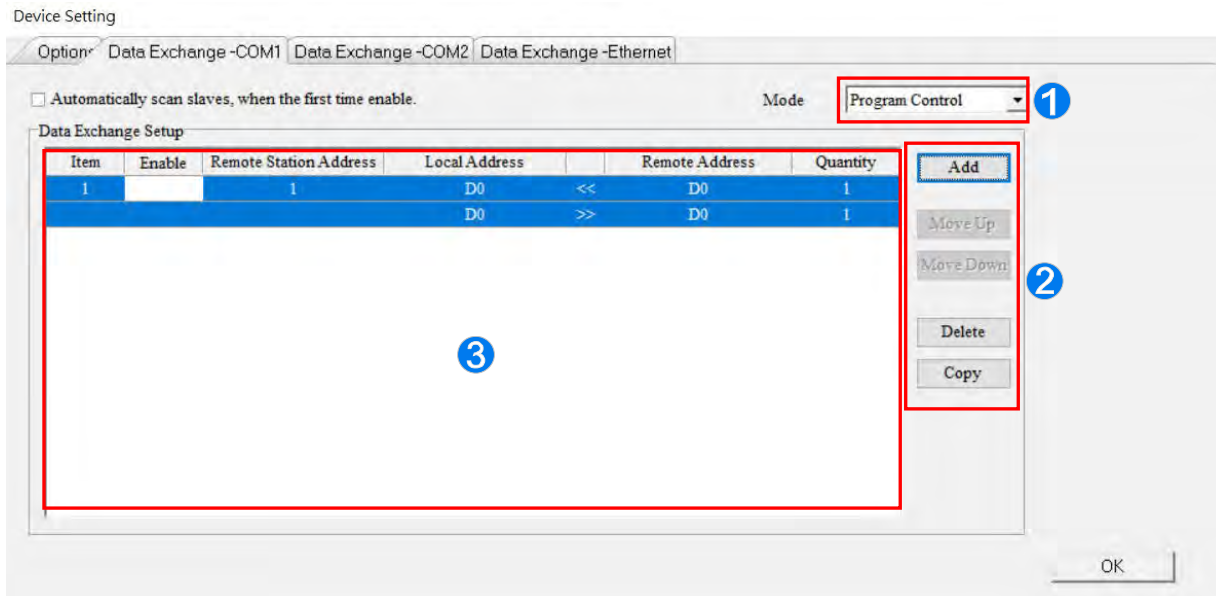 Device Setting
Options Data Exchange -COM1 Data Exchange -COM2 Data Exchange -Ethernet
Automatically scan slaves, when the first time enable. Mode Program Control 1
Data Exchange Setup
Item Enable Remote Station Address Local Address Remote Address Quantity Add
1 1 D0 << D0 1
D0 >> D0 1
Move Up
Move Down
2
Delete
3
Copy
OK